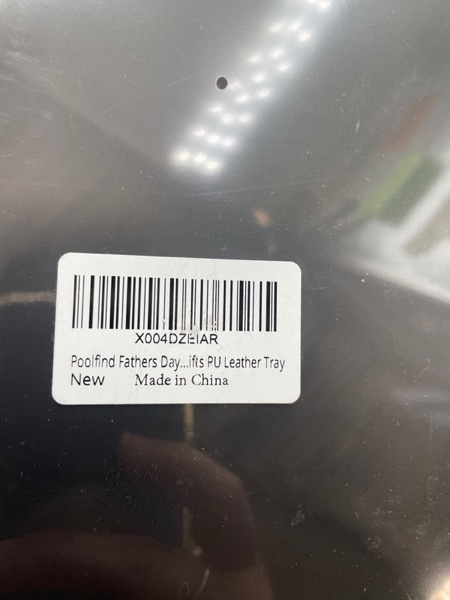 X004DZEIAR
Poolfind Fathers Day...ifts PU Leather Tray
New Made in China